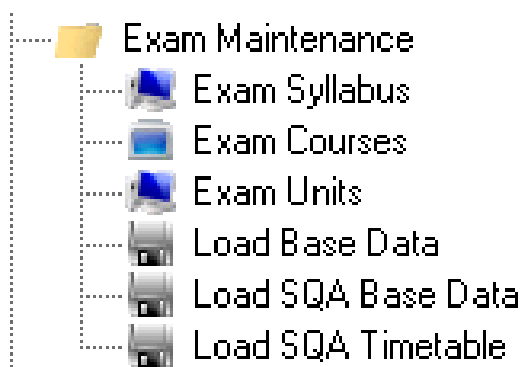 Exam Maintenance
Exam Syllabus
Exam Courses
Exam Units
Load Base Data
Load SQA Base Data
Load SQA Timetable